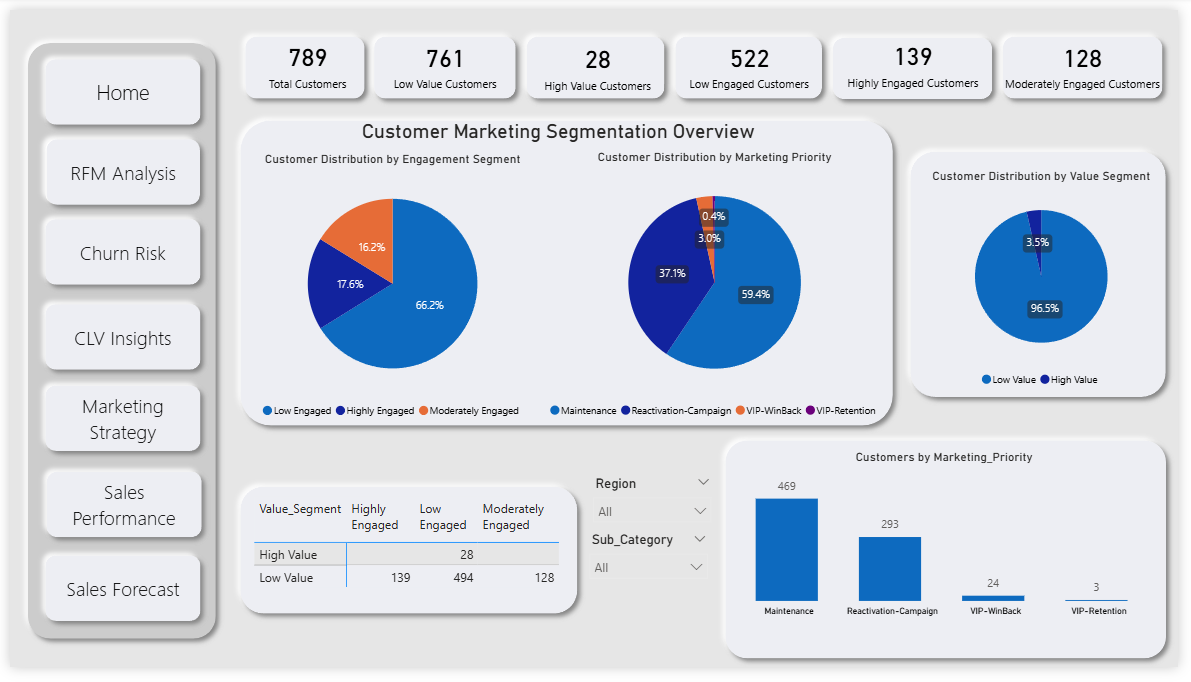 Home
RFM Analysis
Churn Risk
CLV Insights
Marketing
Strategy
Sales
Performance
Sales Forecast
789
Total Customers
761
Low Value Customers
28
High Value Customers
522
Low Engaged Customers
139
Highly Engaged Customers
128
Moderately Engaged Customers
Customer Marketing Segmentation Overview
Customer Distribution by Engagement Segment
16.2%
17.6%
66.2%
Low Engaged Highly Engaged Moderately Engaged
Customer Distribution by Marketing Priority
0.4%
3.0%
37.1%
59.4%
Maintenance Reactivation-Campaign VIP-WinBack VIP-Retention
Customer Distribution by Value Segment
3.5%
96.5%
Low Value High Value
Value_Segment Highly Low Moderately
Engaged Engaged Engaged
High Value 28
Low Value 139 494 128
Region
All
Sub_Category
All
Customers by Marketing_Priority
469
293
24
3
Maintenance Reactivation-Campaign VIP-WinBack VIP-Retention